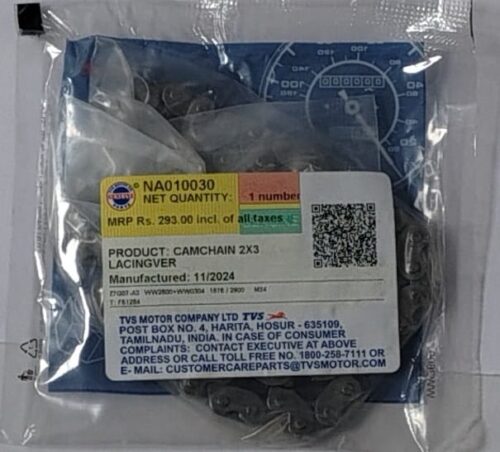 NA010030
NET QUANTITY: 1 number
MRP Rs. 293.00 incl. of all taxes
PRODUCT: CAMCHAIN 2X3
LACINGVER
Manufactured: 11/2024
TVS MOTOR COMPANY LTD TVS
POST BOX NO. 4, HARITA, HOSUR - 635109,
TAMILNADU, INDIA. IN CASE OF CONSUMER
COMPLAINTS: CONTACT EXECUTIVE AT ABOVE
ADDRESS OR CALL TOLL FREE NO. 1800-258-7111 OR
E- MAIL: CUSTOMERCAREPARTS@TVSMOTOR.COM